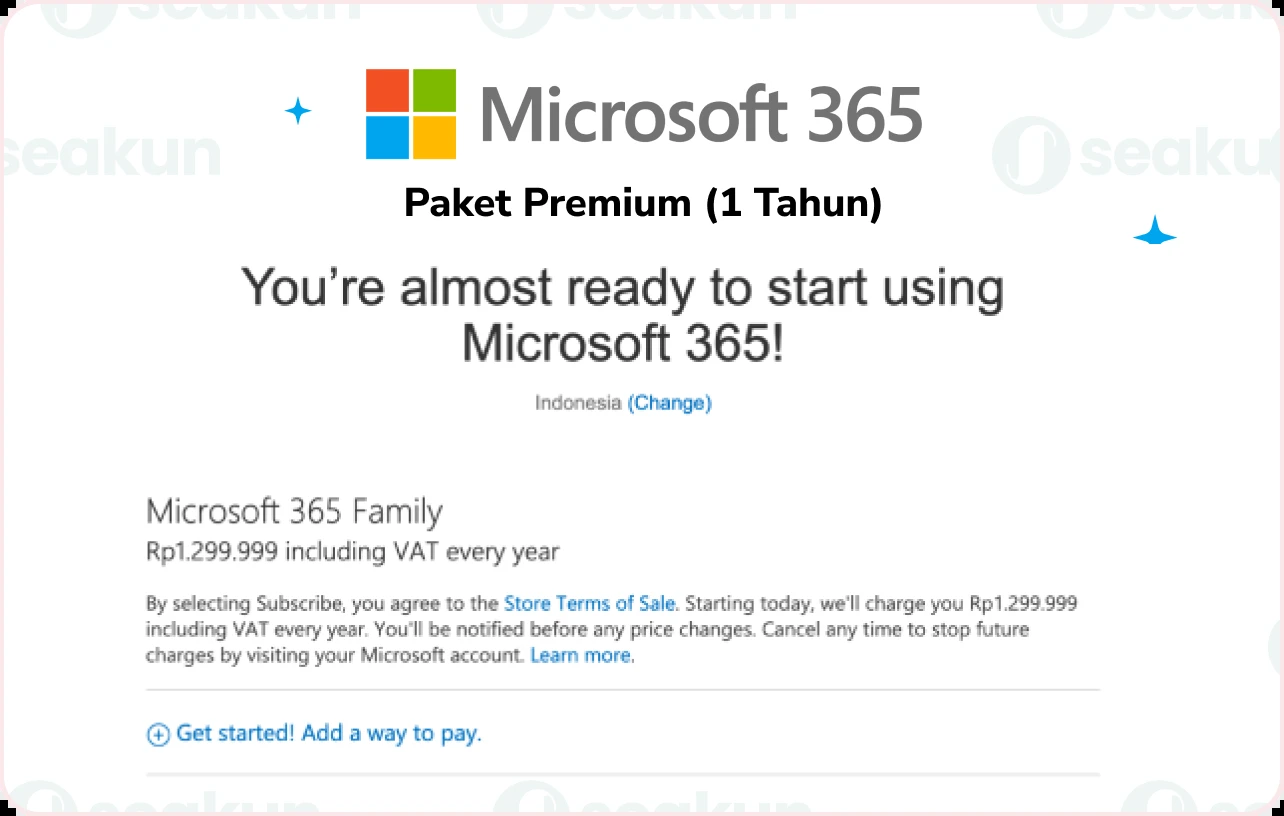 seakun
seakun
seakun
Microsoft 365
seakun
seaku
Paket Premium (1 Tahun)
You're almost ready to start using
Microsoft 365!
Indonesia (Change)
Microsoft 365 Family
Rp1.299.999 including VAT every year
By selecting Subscribe, you agree to the Store Terms of Sale. Starting today, we'll charge you Rp1.299.999
including VAT every year. You'll be notified before any price changes. Cancel any time to stop future
charges by visiting your Microsoft account. Learn more.
Get started! Add a way to pay.
seakun
seakun
se